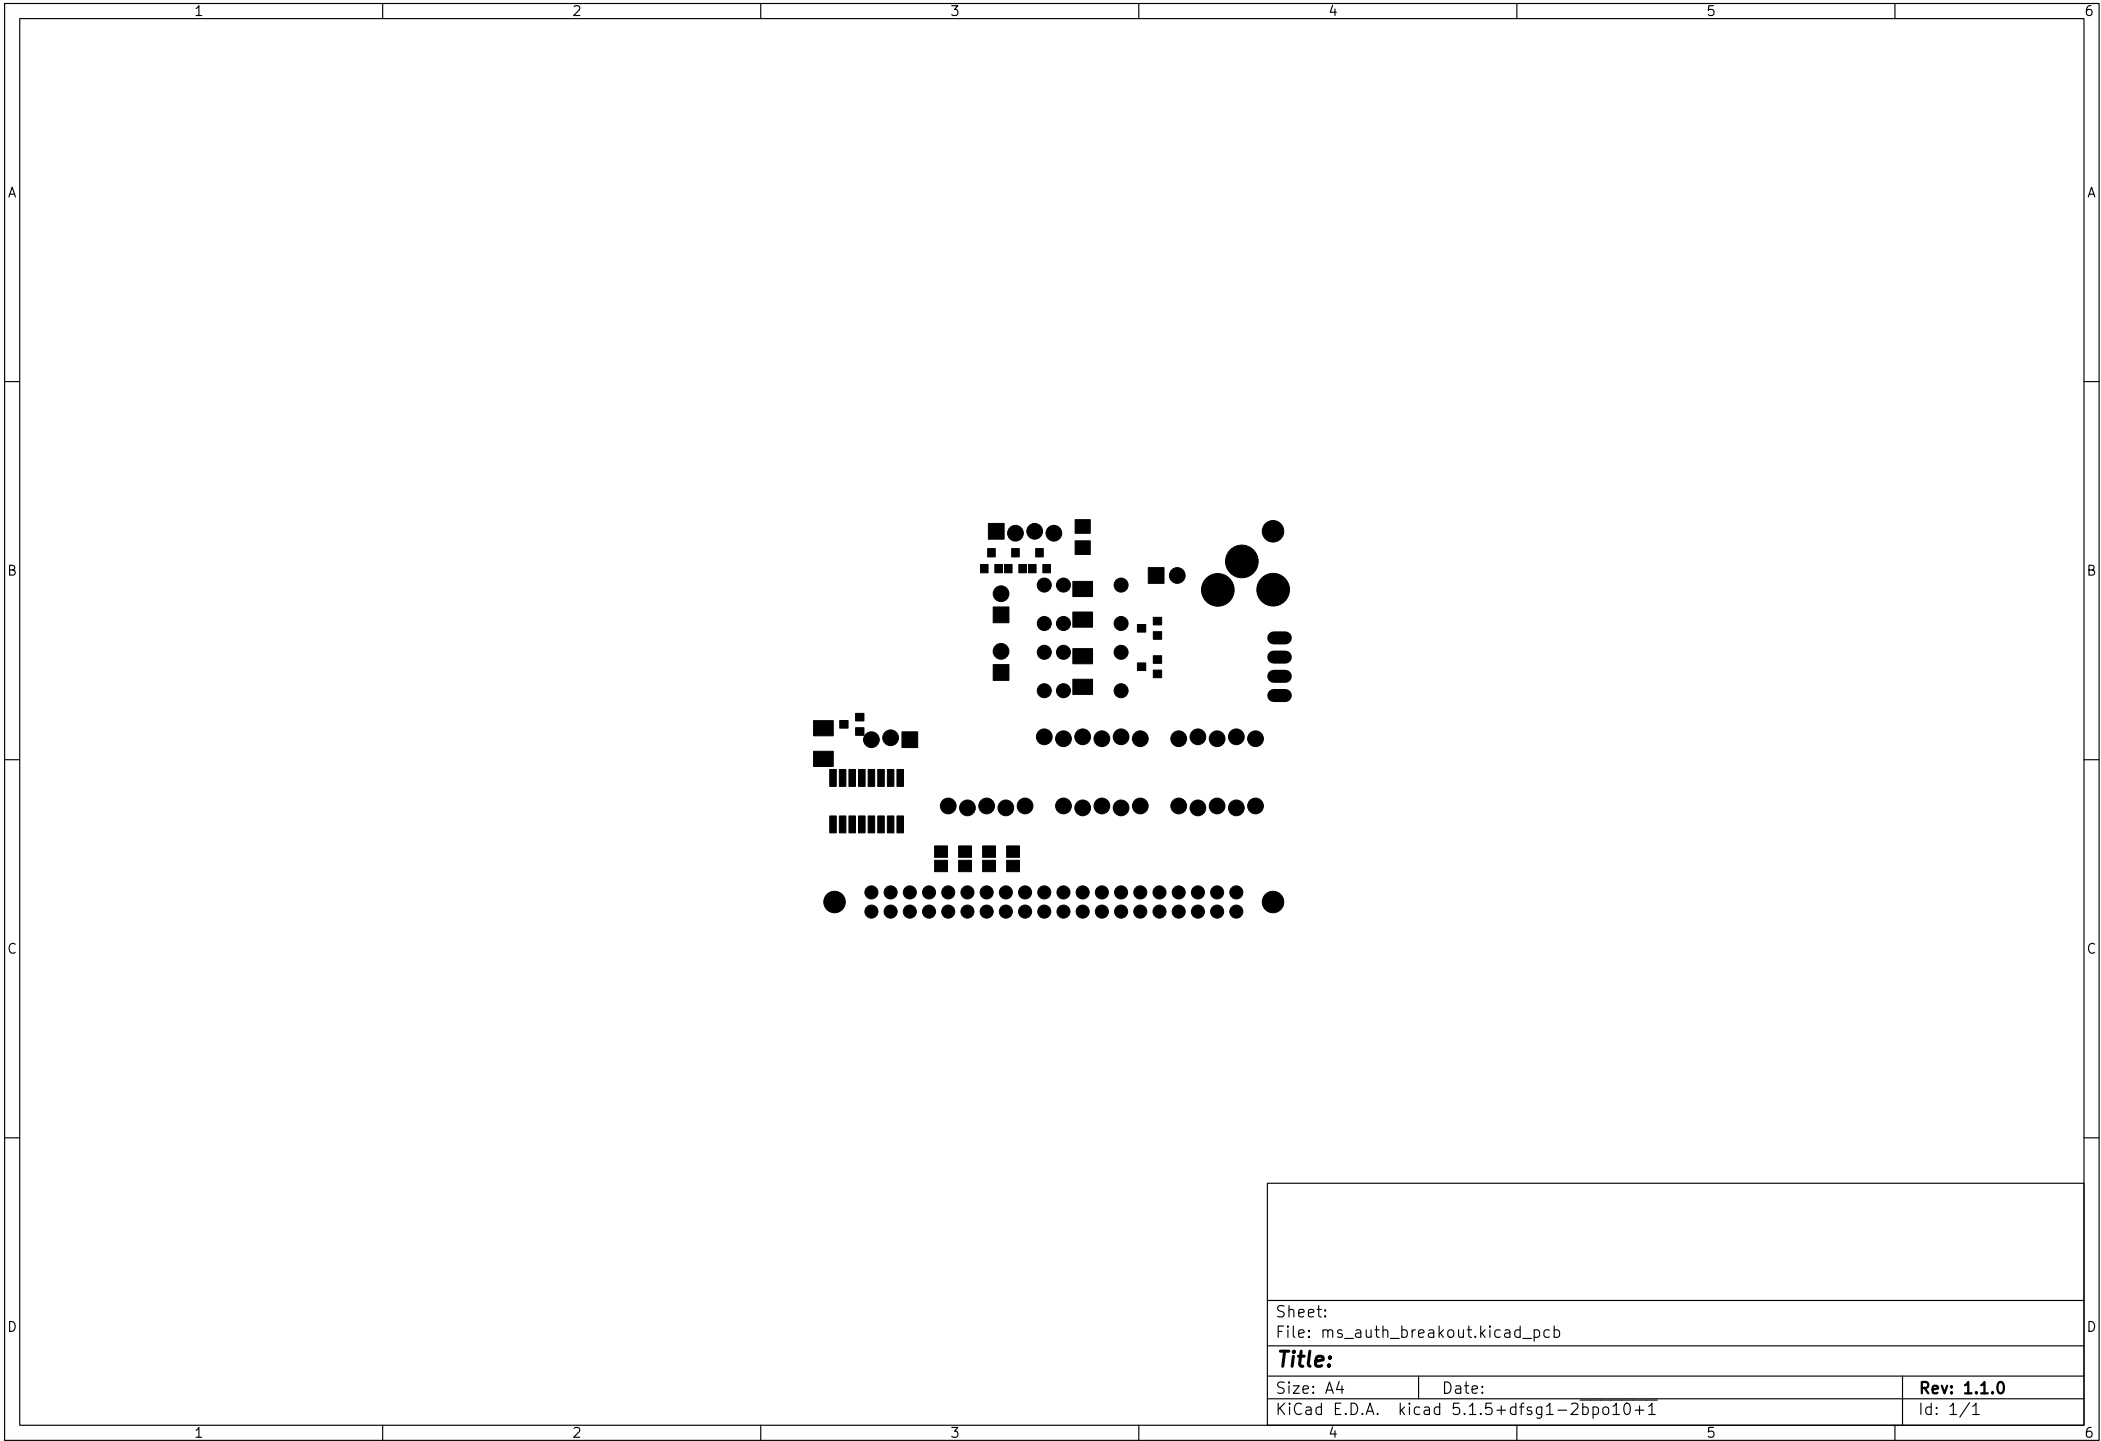 1 2 3 4 5 6
A A
B B
C C
D D
Sheet:
File: ms_auth_breakout.kicad_pcb
Title:
Size: A4 Date: Rev: 1.1.0
KiCad E.D.A. kicad 5.1.5+dfsg1-2bpo10+1 Id: 1/1
1 2 3 4 5 6